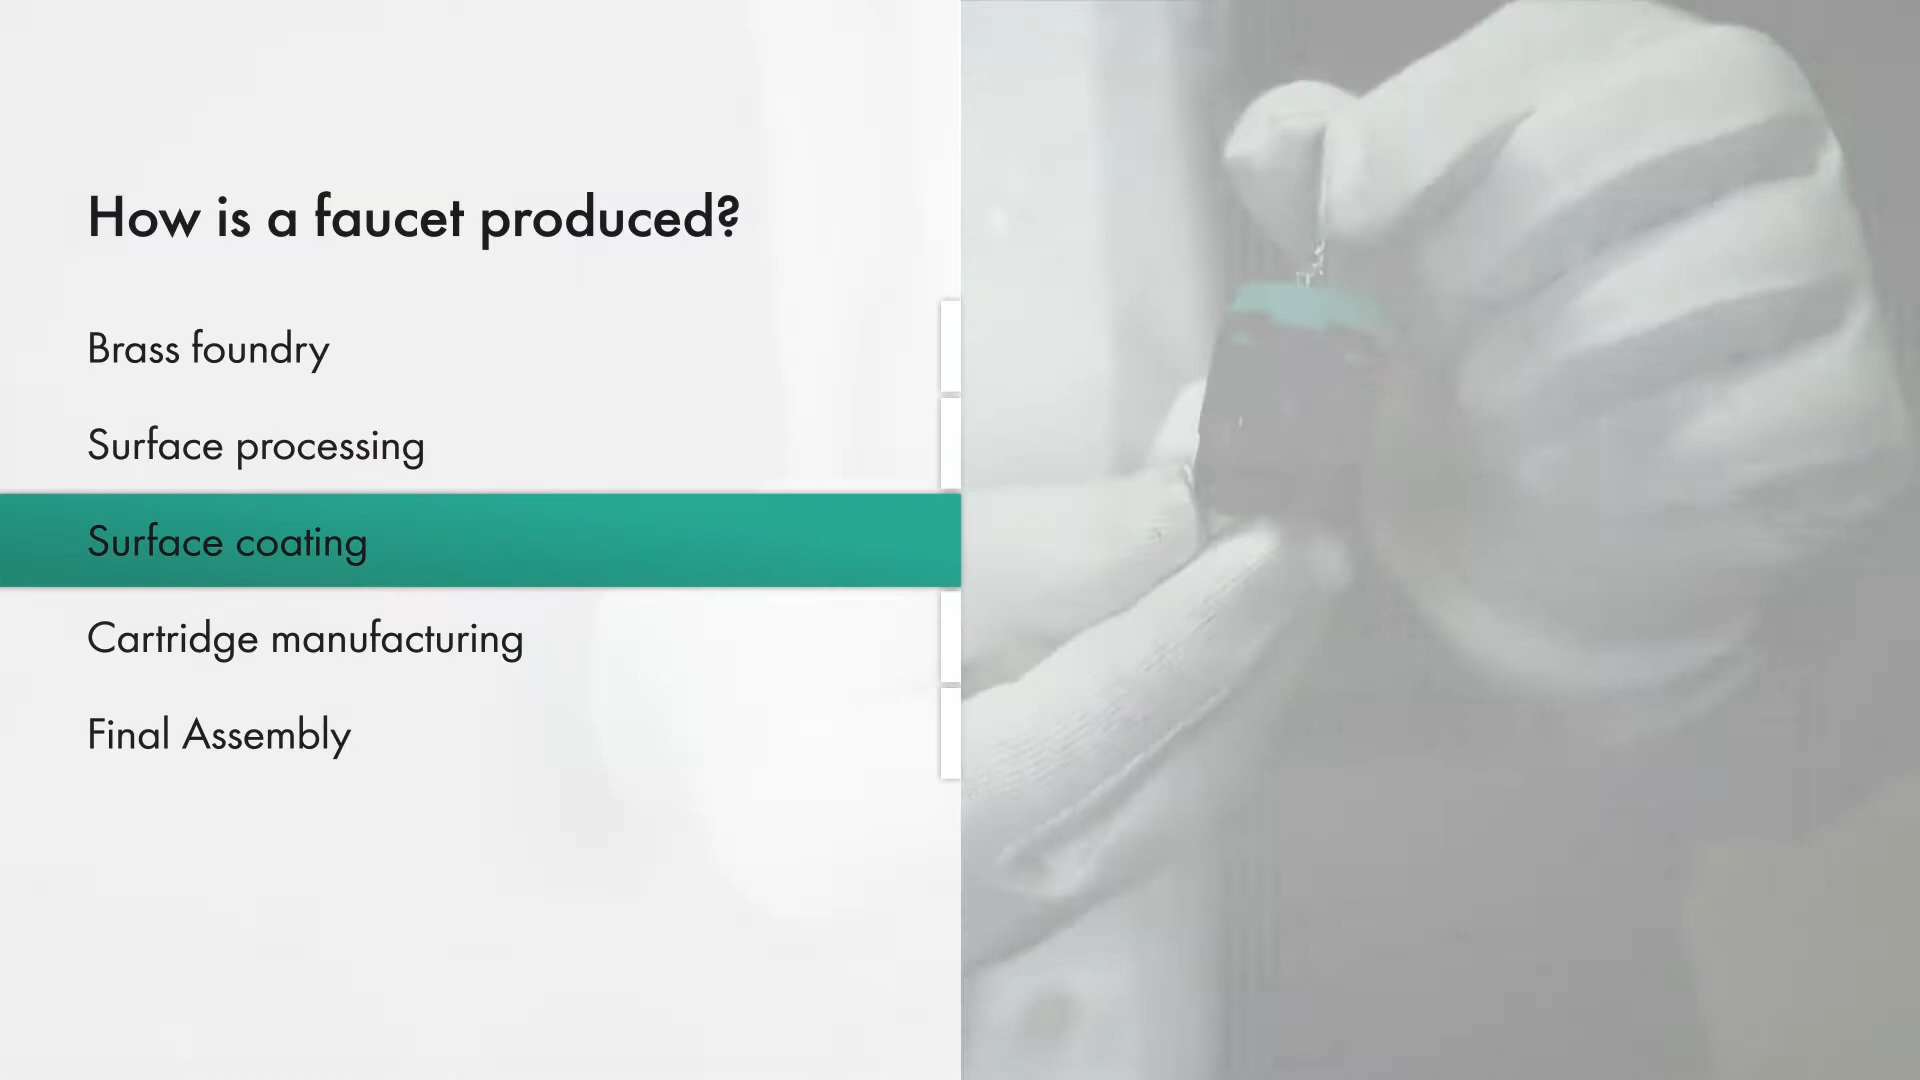 How is a faucet produced?
Brass foundry
Surface processing
Surface coating
Cartridge manufacturing
Final Assembly